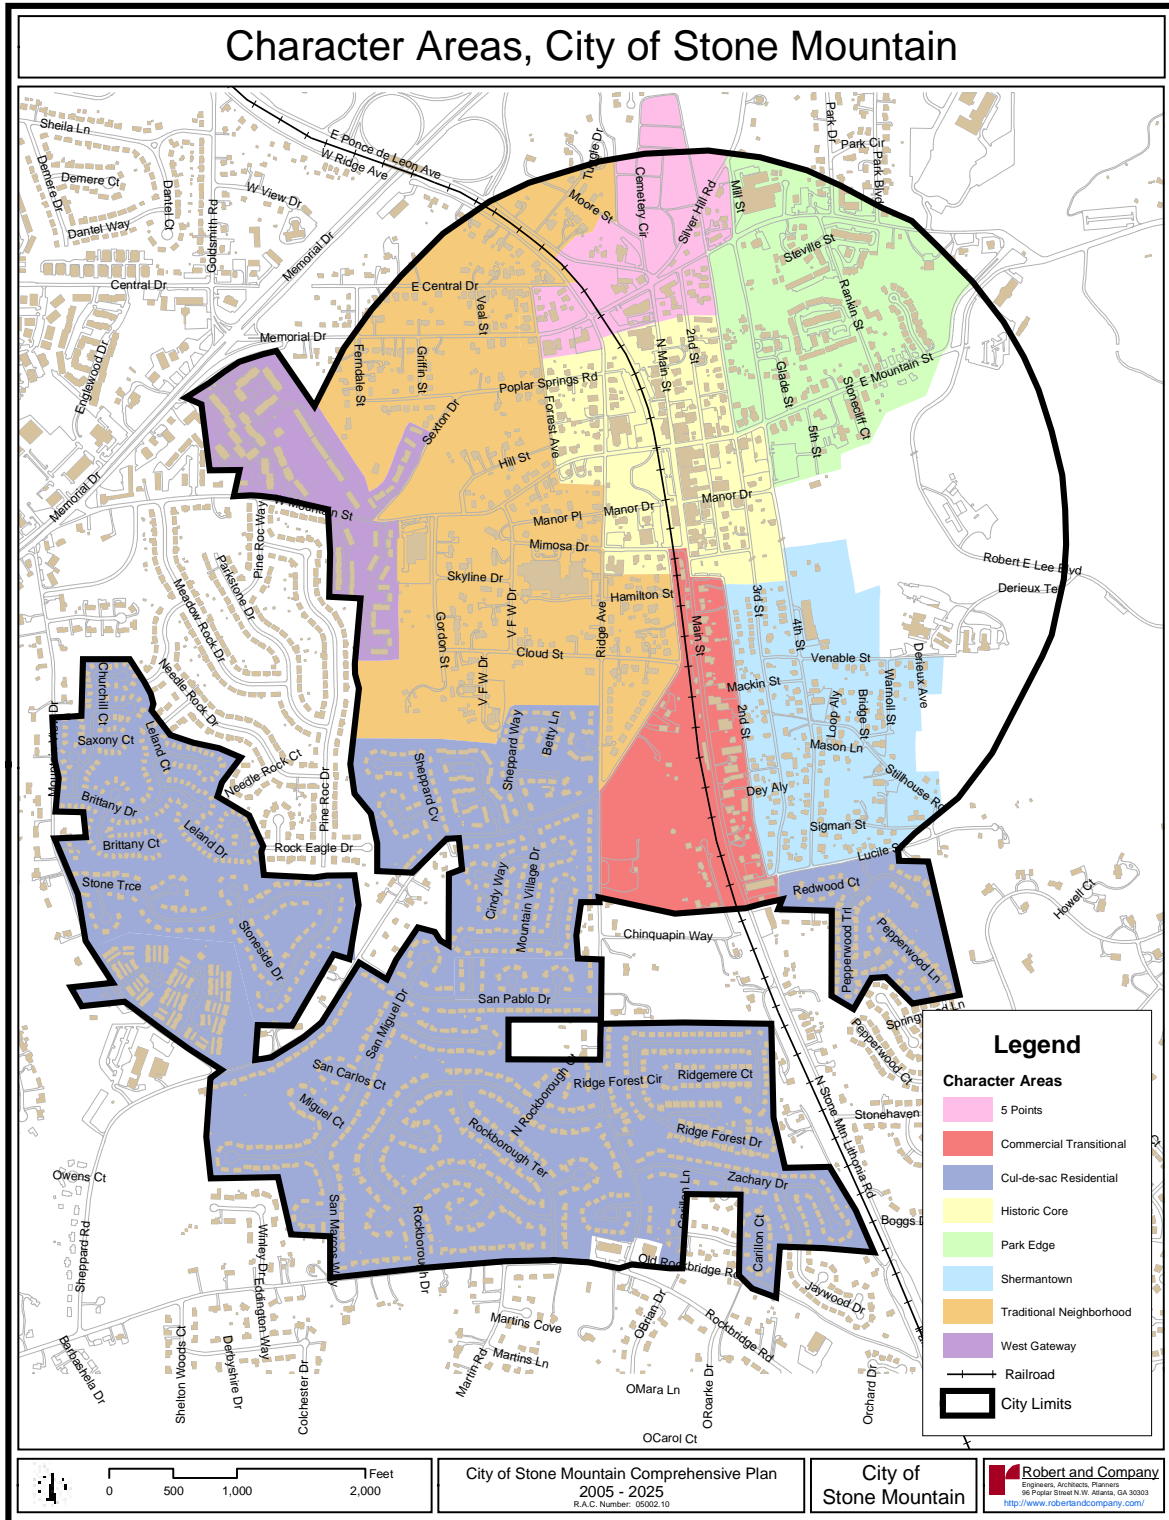 Character Areas, City of Stone Mountain
Sheila Ln
E Ponce de Leon Ave
W Ridge Ave
Tuggle Dr
Park Dr
Park Cir
Park Blvd
Demere Dr
Demere Ct
Dantel Ct
Dantel Way
Goldsmith Rd
W View Dr
Memorial Dr
Moore St
Cemetery Cir
Silver Hill Rd
Mill St
Steville St
Central Dr
E Central Dr
Veal St
Rankin St
Memorial Dr
Ferndale St
Griffin St
N Main St
2nd St
Glade St
E Mountain St
Stonecliff Ct
Englewood Dr
Poplar Springs Rd
Forrest Ave
Sexton Dr
Hill St
5th St
Memorial Dr
W Mountain St
Manor Dr
Manor Dr
Manor Pl
Mimosa Dr
Pine Roc Way
Parkstone Dr
Meadow Rock Dr
Skyline Dr
V F W Dr
Hamilton St
Gordon St
Ridge Ave
Main St
3rd St
4th St
Robert E Lee Blvd
Derieux Te
Cloud St
V F W Dr
Venable St
Derieux Ave
Warnoll St
Mackin St
Loop Aly
Bridge St
Mason Ln
2nd St
Churchill Ct
Saxony Ct
Leland Ct
Needle Rock Dr
Needle Rock Ct
Sheppard Way
Betty Ln
Sheppard Cv
Stillhouse Rd
Dey Aly
Sigman St
Lucile S
Brittany Dr
Brittany Ct
Leland Dr
Pine Roc Dr
Rock Eagle Dr
Stone Trce
Stoneside Dr
Cindy Way
Mountain Village Dr
Redwood Ct
Pepperwood Trl
Pepperwood Ln
Howell Ct
Chinquapin Way
San Pablo Dr
San Miguel Dr
San Carlos Ct
Miguel Ct
N Rockborough C
Ridge Forest Cir
Ridgemere Ct
Rockborough Ter
Ridge Forest Dr
Zachary Dr
Pepperwood Ct
N Stone Mtn Lithonia Rd
Stonehaven
Boggs D
Owens Ct
Sheppard Rd
San Marcos Way
Rockborough Dr
Winley Dr
Eddington Way
Carillon Ct
Old Rockbridge Rd
Jaywood Dr
OBrian Dr
Rockbridge Rd
Martins Cove
Martins Ln
Martin Rd
Barbashela Dr
Shelton Woods Ct
Derbyshire Dr
Colchester Dr
OMara Ln
ORoarke Dr
Orchard Dr
OCarol Ct
Legend
Character Areas
5 Points
Commercial Transitional
Cul-de-sac Residential
Historic Core
Park Edge
Shermantown
Traditional Neighborhood
West Gateway
Railroad
City Limits
Feet
0 500 1,000 2,000
City of Stone Mountain Comprehensive Plan
2005 - 2025
R.A.C. Number: 05002.10
City of
Stone Mountain
Robert and Company
Engineers, Architects, Planners
96 Poplar Street N.W. Atlanta, GA 30303
http://www.robertandcompany.com/